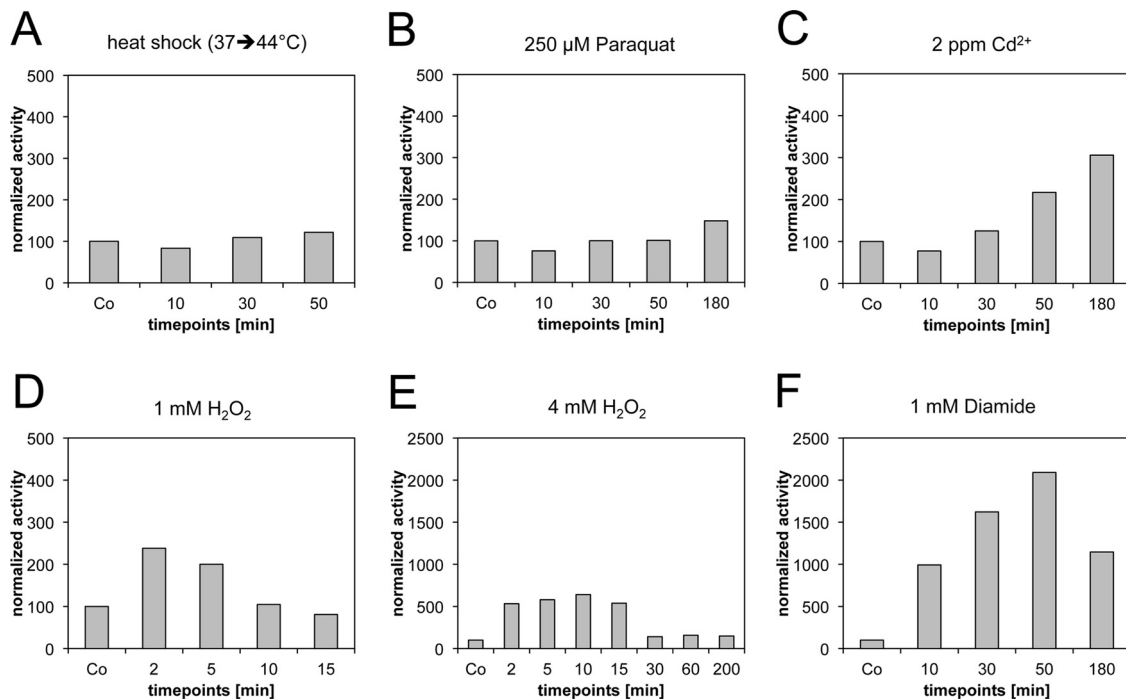 A
heat shock (37➔44°C)
500
400
300
200
100
0
normalized activity
Co 10 30 50
timepoints [min]
B
250 µM Paraquat
500
400
300
200
100
0
normalized activity
Co 10 30 50 180
timepoints [min]
C
2 ppm Cd²⁺
500
400
300
200
100
0
normalized activity
Co 10 30 50 180
timepoints [min]
D
1 mM H₂O₂
500
400
300
200
100
0
normalized activity
Co 2 5 10 15
timepoints [min]
E
4 mM H₂O₂
2500
2000
1500
1000
500
0
normalized activity
Co 2 5 10 15 30 60 200
timepoints [min]
F
1 mM Diamide
2500
2000
1500
1000
500
0
normalized activity
Co 10 30 50 180
timepoints [min]